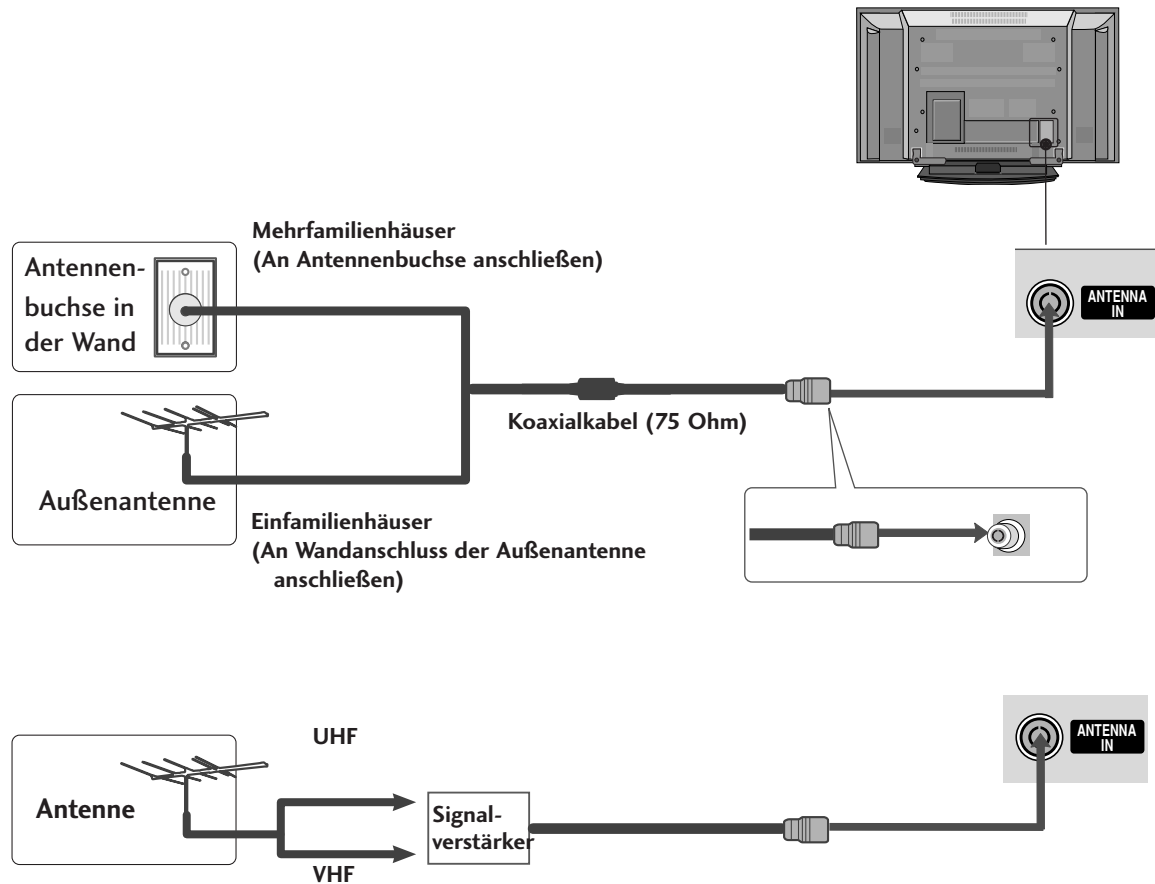 Mehrfamilienhäuser
(An Antennenbuchse anschließen)
Antennen-
buchse in
der Wand
ANTENNA
IN
Koaxialkabel (75 Ohm)
Außenantenne
Einfamilienhäuser
(An Wandanschluss der Außenantenne
anschließen)
UHF
ANTENNA
IN
Antenne
Signal-
verstärker
VHF